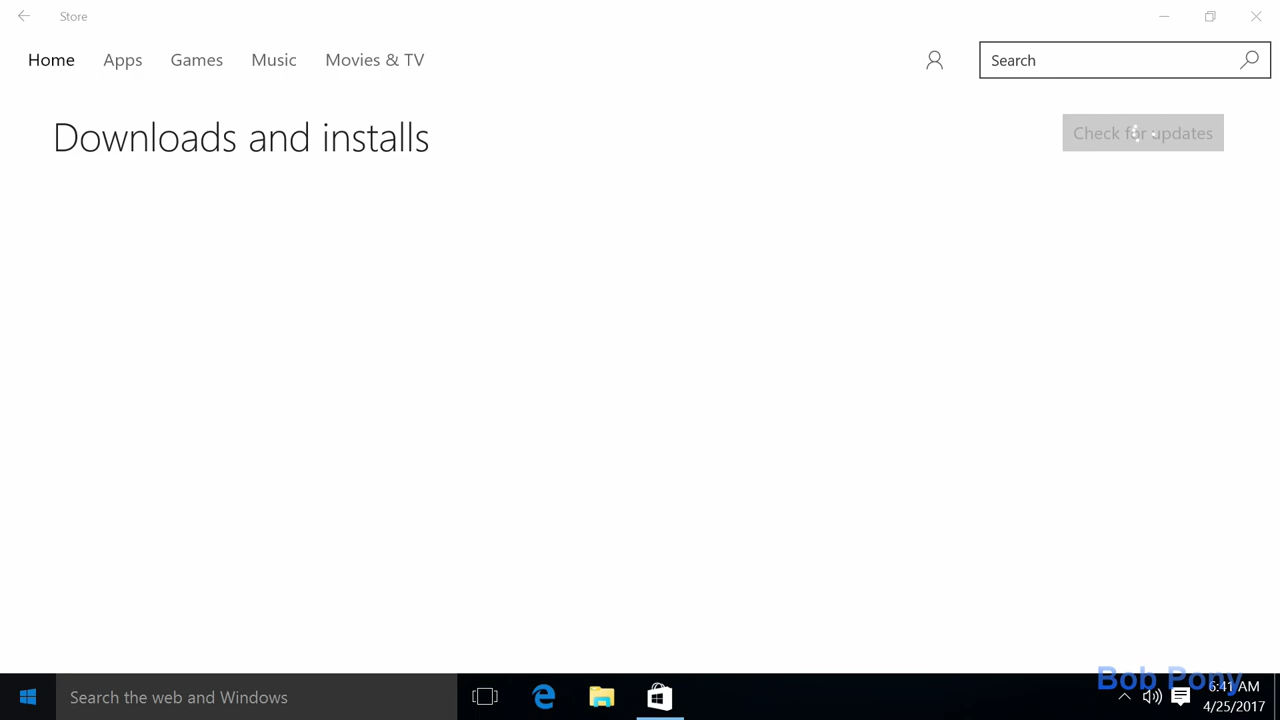 Store
Home Apps Games Music Movies & TV
Search
Downloads and installs
Check for updates
Search the web and Windows
Bob Pony
6:41 AM
4/25/2017